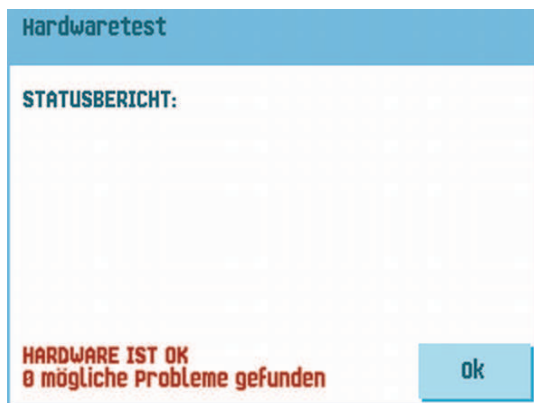 Hardwaretest
STATUSBERICHT:
HARDWARE IST OK
0 mögliche Probleme gefunden
ok